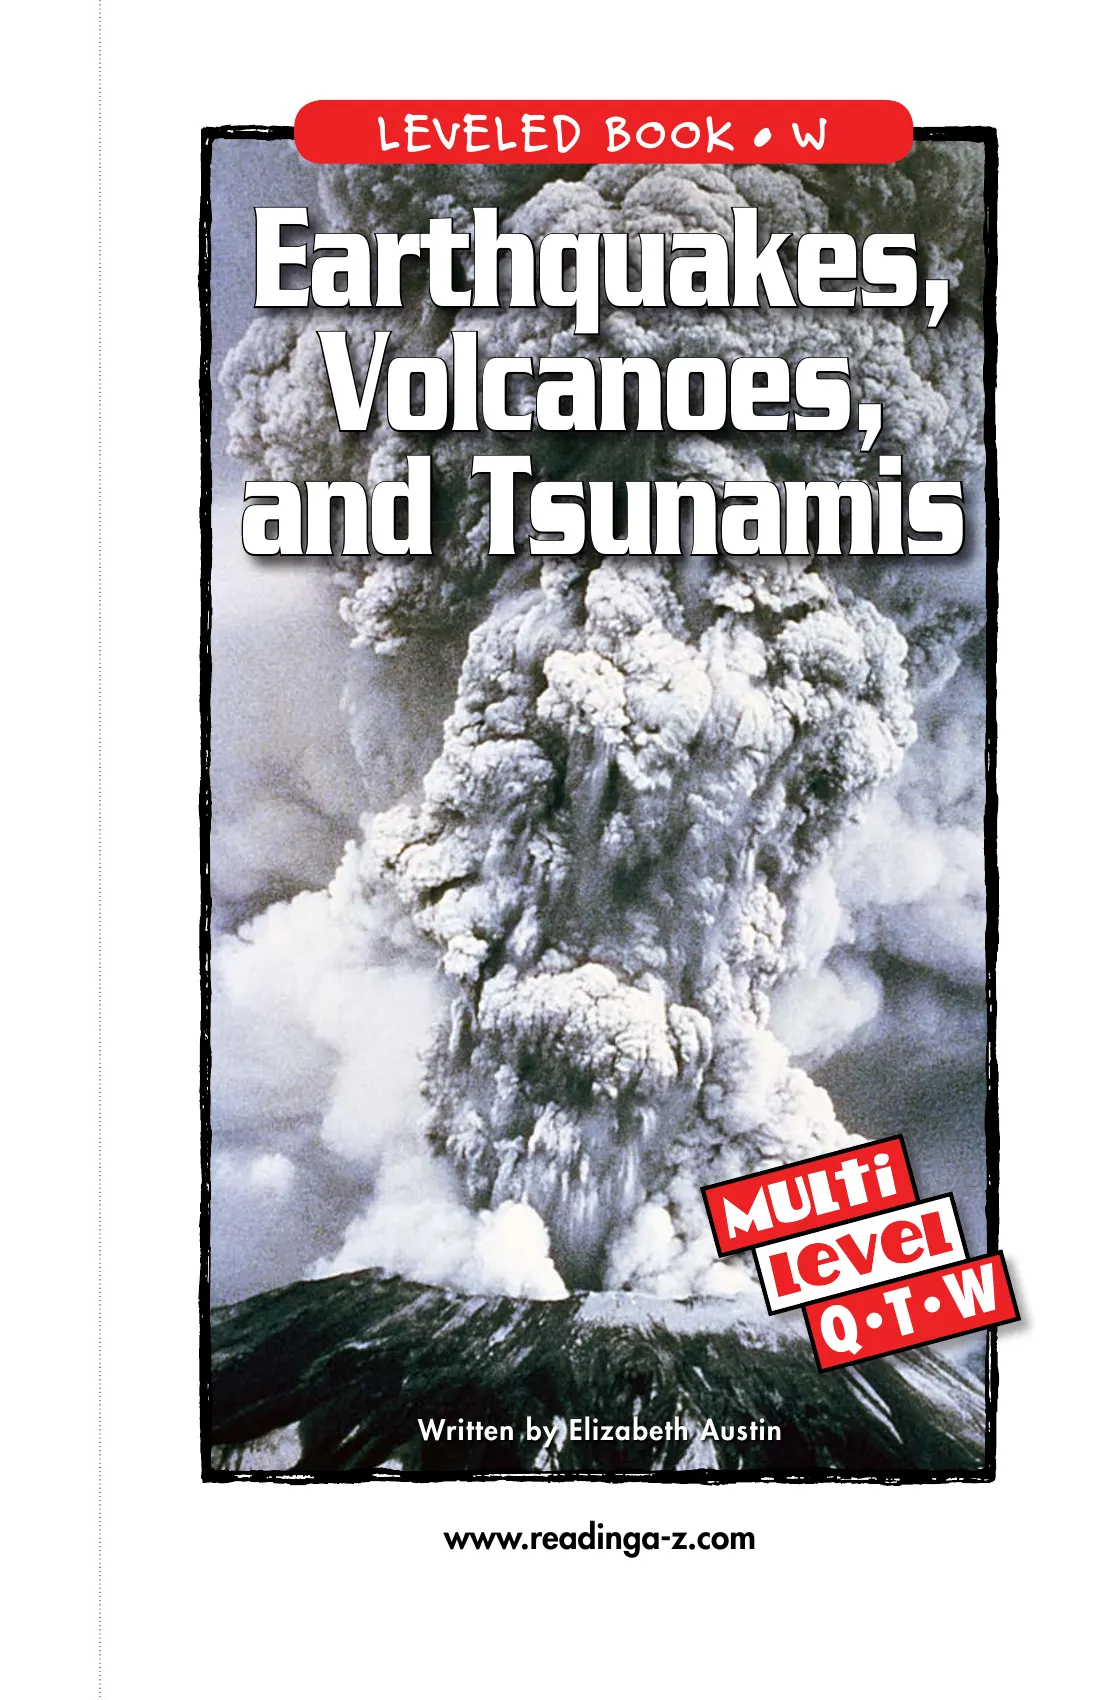 LEVELED BOOK • W
Earthquakes,
Volcanoes,
and Tsunamis
MULTI
LEVEL
Q•T•W
Written by Elizabeth Austin
www.readinga-z.com